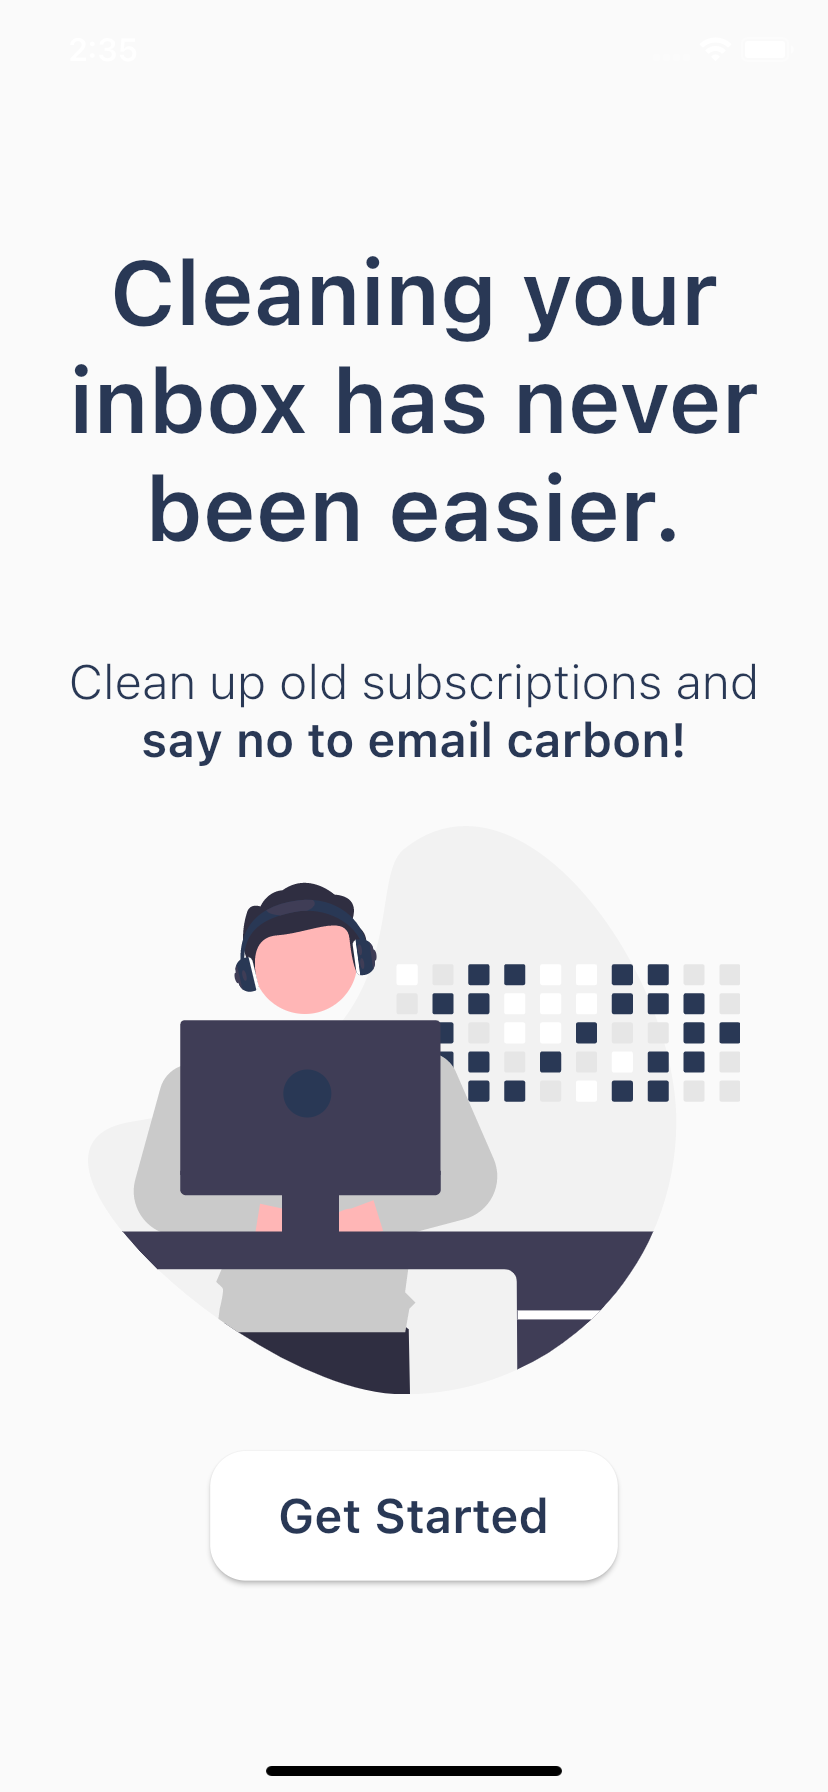 2:35
Cleaning your
inbox has never
been easier.
Clean up old subscriptions and
say no to email carbon!
Get Started